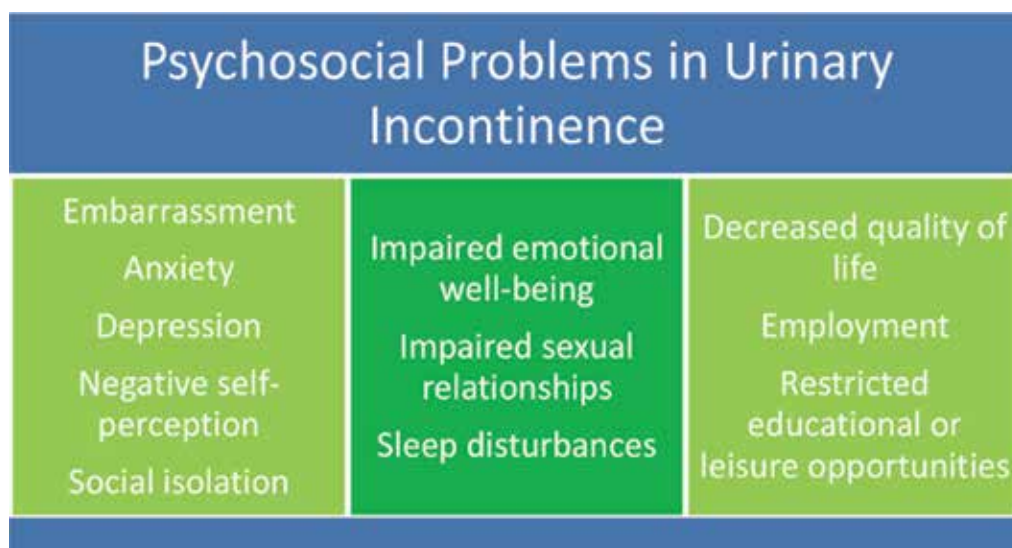 Psychosocial Problems in Urinary
Incontinence
Embarrassment
Anxiety
Depression
Negative self-
perception
Social isolation
Impaired emotional
well-being
Impaired sexual
relationships
Sleep disturbances
Decreased quality of
life
Employment
Restricted
educational or
leisure opportunities